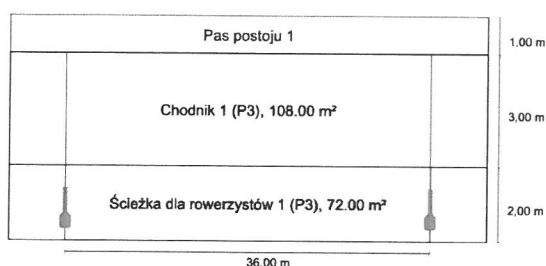 Pas postoju 1
1.00 m
Chodnik 1 (P3), 108.00 m²
3,00 m
Ścieżka dla rowerzystów 1 (P3), 72.00 m²
2,00 m
36.00 m